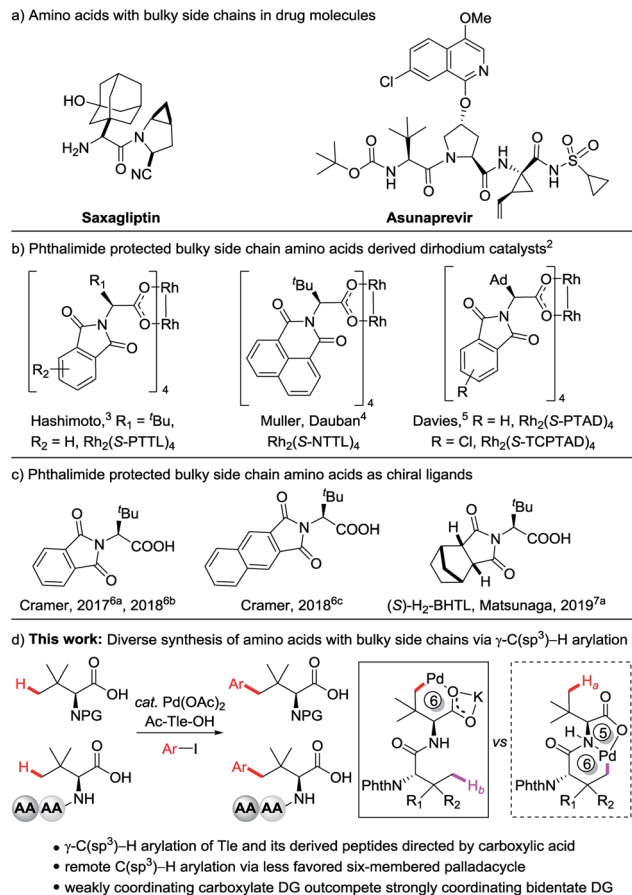 a) Amino acids with bulky side chains in drug molecules
OMe
Cl
N
HO
O
H₂N
N
O
NC
O
O
N
H
O
N
O
H
N
O
N
H
O
S
O
Saxagliptin
Asunaprevir
b) Phthalimide protected bulky side chain amino acids derived dirhodium catalysts²
R₁
O
Rh
N
O
Rh
O
O
R₂
4
ᵗBu
O
Rh
N
O
Rh
O
O
4
Ad
O
Rh
N
O
Rh
O
O
R
4
Hashimoto,³ R₁ = ᵗBu,
R₂ = H, Rh₂(S-PTTL)₄
Muller, Dauban⁴
Rh₂(S-NTTL)₄
Davies,⁵ R = H, Rh₂(S-PTAD)₄
R = Cl, Rh₂(S-TCPTAD)₄
c) Phthalimide protected bulky side chain amino acids as chiral ligands
O
ᵗBu
N
COOH
O
O
ᵗBu
N
COOH
O
H
O
ᵗBu
N
COOH
H
O
Cramer, 2017⁶ᵃ, 2018⁶ᵇ
Cramer, 2018⁶ᶜ
(S)-H₂-BHTL, Matsunaga, 2019⁷ᵃ
d) This work: Diverse synthesis of amino acids with bulky side chains via γ-C(sp³)–H arylation
H
O
OH
NPG
H
O
OH
NH
AA AA
cat. Pd(OAc)₂
Ac-Tle-OH
Ar—I
Ar
O
OH
NPG
Ar
O
OH
NH
AA AA
Pd
6
O
K
O
NH
O
PhthN
Hb
R₁ R₂
vs
Ha
O
H
N
5
O
Pd
O
6
PhthN
R₁ R₂
• γ-C(sp³)–H arylation of Tle and its derived peptides directed by carboxylic acid
• remote C(sp³)–H arylation via less favored six-membered palladacycle
• weakly coordinating carboxylate DG outcompete strongly coordinating bidentate DG